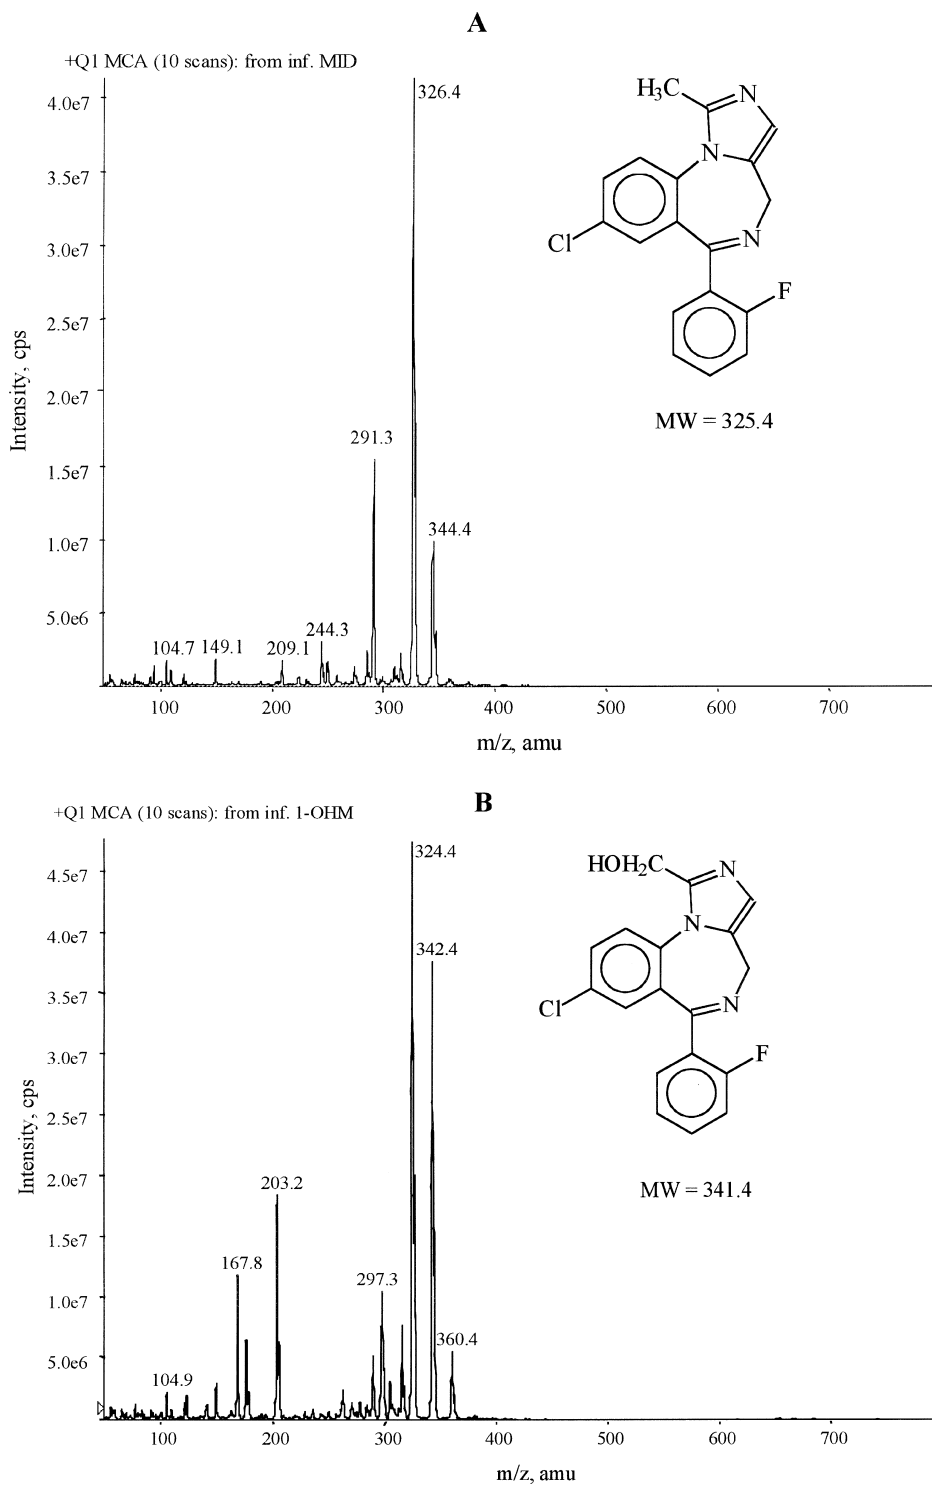 A
+Q1 MCA (10 scans): from inf. MID
4.0e7
3.5e7
3.0e7
2.5e7
2.0e7
1.5e7
1.0e7
5.0e6
Intensity, cps
326.4
291.3
344.4
244.3
104.7 149.1 209.1
H3C
N
N
Cl
N
F
MW = 325.4
100 200 300 400 500 600 700
m/z, amu
B
+Q1 MCA (10 scans): from inf. 1-OHM
4.5e7
4.0e7
3.5e7
3.0e7
2.5e7
2.0e7
1.5e7
1.0e7
5.0e6
Intensity, cps
324.4
342.4
203.2
167.8
297.3
360.4
104.9
HOH2C
N
N
Cl
N
F
MW = 341.4
100 200 300 400 500 600 700
m/z, amu